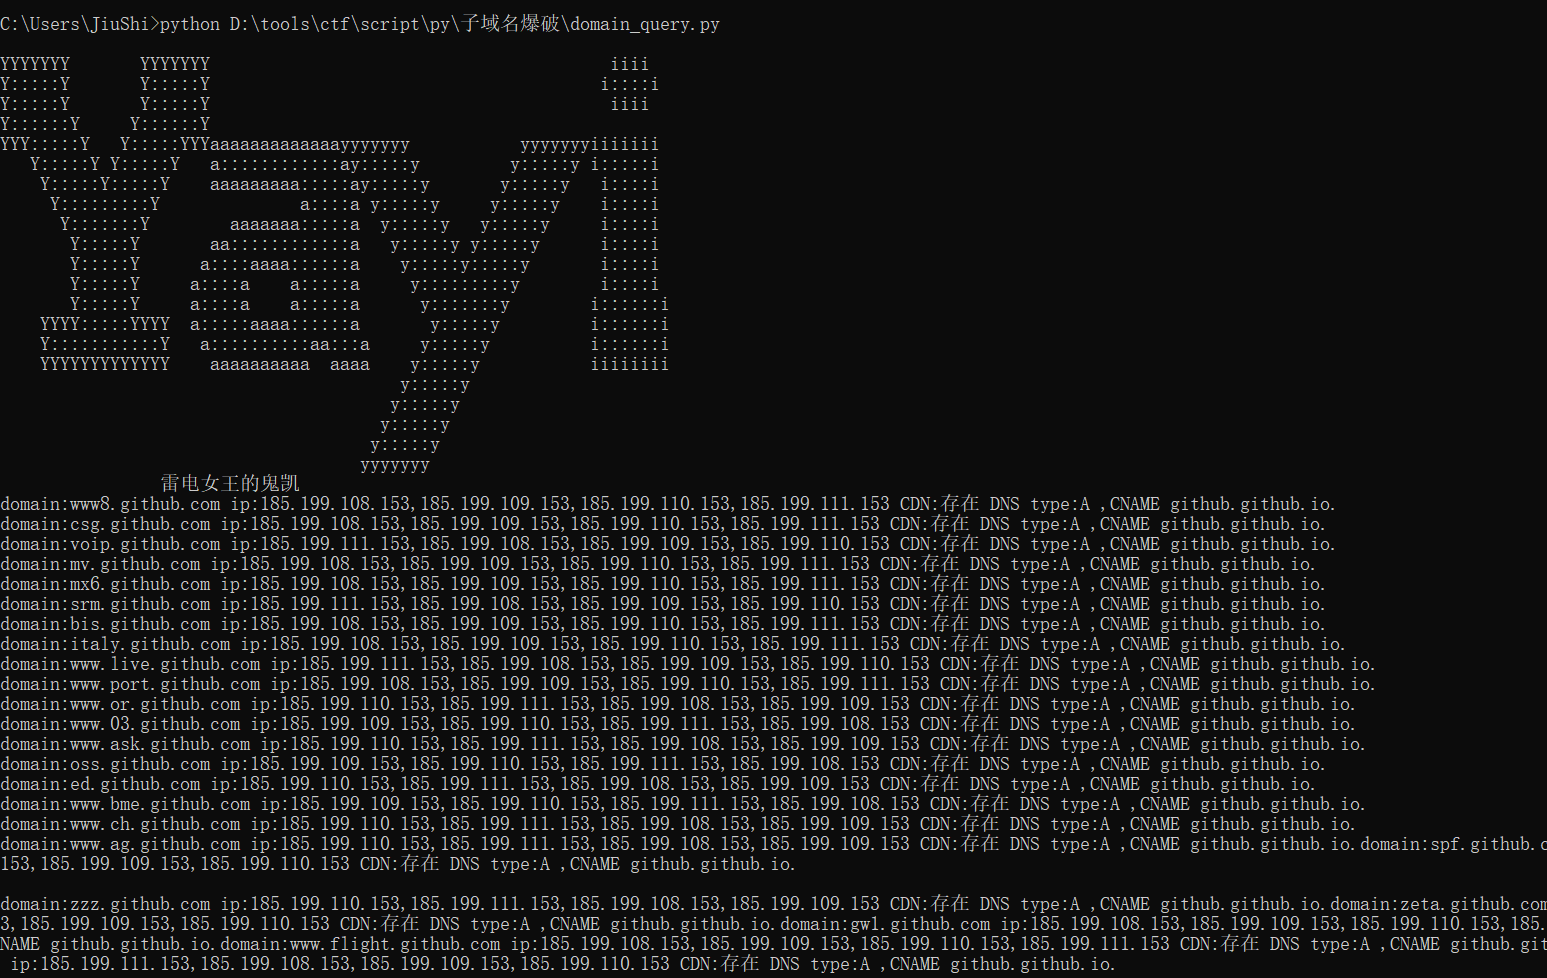 C:\Users\JiuShi>python D:\tools\ctf\script\py\子域名爆破\domain_query.py
YYYYYYY       YYYYYYY                                        iiii
Y:::::Y       Y:::::Y                                       i::::i
Y:::::Y       Y:::::Y                                        iiii
Y::::::Y     Y::::::Y
YYY:::::Y   Y:::::YYYaaaaaaaaaaaaayyyyyyy           yyyyyyyiiiiiii
   Y:::::Y Y:::::Y   a::::::::::::ay:::::y         y:::::y i:::::i
    Y:::::Y:::::Y    aaaaaaaaa:::::ay:::::y       y:::::y   i::::i
     Y:::::::::Y              a::::a y:::::y     y:::::y    i::::i
      Y:::::::Y        aaaaaaa:::::a  y:::::y   y:::::y     i::::i
       Y:::::Y       aa::::::::::::a   y:::::y y:::::y      i::::i
       Y:::::Y      a::::aaaa::::::a    y:::::y:::::y       i::::i
       Y:::::Y     a::::a    a:::::a     y:::::::::y        i::::i
       Y:::::Y     a::::a    a:::::a      y:::::::y        i::::::i
    YYYY:::::YYYY  a:::::aaaa::::::a       y:::::y         i::::::i
    Y:::::::::::Y   a::::::::::aa:::a     y:::::y          i::::::i
    YYYYYYYYYYYYY    aaaaaaaaaa  aaaa    y:::::y           iiiiiiii
                                        y:::::y
                                       y:::::y
                                      y:::::y
                                     y:::::y
                                    yyyyyyy
雷电女王的鬼凯
domain:www8.github.com ip:185.199.108.153,185.199.109.153,185.199.110.153,185.199.111.153 CDN:存在 DNS type:A ,CNAME github.github.io.
domain:csg.github.com ip:185.199.108.153,185.199.109.153,185.199.110.153,185.199.111.153 CDN:存在 DNS type:A ,CNAME github.github.io.
domain:voip.github.com ip:185.199.111.153,185.199.108.153,185.199.109.153,185.199.110.153 CDN:存在 DNS type:A ,CNAME github.github.io.
domain:mv.github.com ip:185.199.108.153,185.199.109.153,185.199.110.153,185.199.111.153 CDN:存在 DNS type:A ,CNAME github.github.io.
domain:mx6.github.com ip:185.199.108.153,185.199.109.153,185.199.110.153,185.199.111.153 CDN:存在 DNS type:A ,CNAME github.github.io.
domain:srm.github.com ip:185.199.111.153,185.199.108.153,185.199.109.153,185.199.110.153 CDN:存在 DNS type:A ,CNAME github.github.io.
domain:bis.github.com ip:185.199.108.153,185.199.109.153,185.199.110.153,185.199.111.153 CDN:存在 DNS type:A ,CNAME github.github.io.
domain:italy.github.com ip:185.199.108.153,185.199.109.153,185.199.110.153,185.199.111.153 CDN:存在 DNS type:A ,CNAME github.github.io.
domain:www.live.github.com ip:185.199.111.153,185.199.108.153,185.199.109.153,185.199.110.153 CDN:存在 DNS type:A ,CNAME github.github.io.
domain:www.port.github.com ip:185.199.108.153,185.199.109.153,185.199.110.153,185.199.111.153 CDN:存在 DNS type:A ,CNAME github.github.io.
domain:www.or.github.com ip:185.199.110.153,185.199.111.153,185.199.108.153,185.199.109.153 CDN:存在 DNS type:A ,CNAME github.github.io.
domain:www.03.github.com ip:185.199.109.153,185.199.110.153,185.199.111.153,185.199.108.153 CDN:存在 DNS type:A ,CNAME github.github.io.
domain:www.ask.github.com ip:185.199.110.153,185.199.111.153,185.199.108.153,185.199.109.153 CDN:存在 DNS type:A ,CNAME github.github.io.
domain:oss.github.com ip:185.199.109.153,185.199.110.153,185.199.111.153,185.199.108.153 CDN:存在 DNS type:A ,CNAME github.github.io.
domain:ed.github.com ip:185.199.110.153,185.199.111.153,185.199.108.153,185.199.109.153 CDN:存在 DNS type:A ,CNAME github.github.io.
domain:www.bme.github.com ip:185.199.109.153,185.199.110.153,185.199.111.153,185.199.108.153 CDN:存在 DNS type:A ,CNAME github.github.io.
domain:www.ch.github.com ip:185.199.110.153,185.199.111.153,185.199.108.153,185.199.109.153 CDN:存在 DNS type:A ,CNAME github.github.io.
domain:www.ag.github.com ip:185.199.110.153,185.199.111.153,185.199.108.153,185.199.109.153 CDN:存在 DNS type:A ,CNAME github.github.io.domain:spf.github.c
153,185.199.109.153,185.199.110.153 CDN:存在 DNS type:A ,CNAME github.github.io.
domain:zzz.github.com ip:185.199.110.153,185.199.111.153,185.199.108.153,185.199.109.153 CDN:存在 DNS type:A ,CNAME github.github.io.domain:zeta.github.com
3,185.199.109.153,185.199.110.153 CDN:存在 DNS type:A ,CNAME github.github.io.domain:gwl.github.com ip:185.199.108.153,185.199.109.153,185.199.110.153,185.
NAME github.github.io.domain:www.flight.github.com ip:185.199.108.153,185.199.109.153,185.199.110.153,185.199.111.153 CDN:存在 DNS type:A ,CNAME github.git
ip:185.199.111.153,185.199.108.153,185.199.109.153,185.199.110.153 CDN:存在 DNS type:A ,CNAME github.github.io.